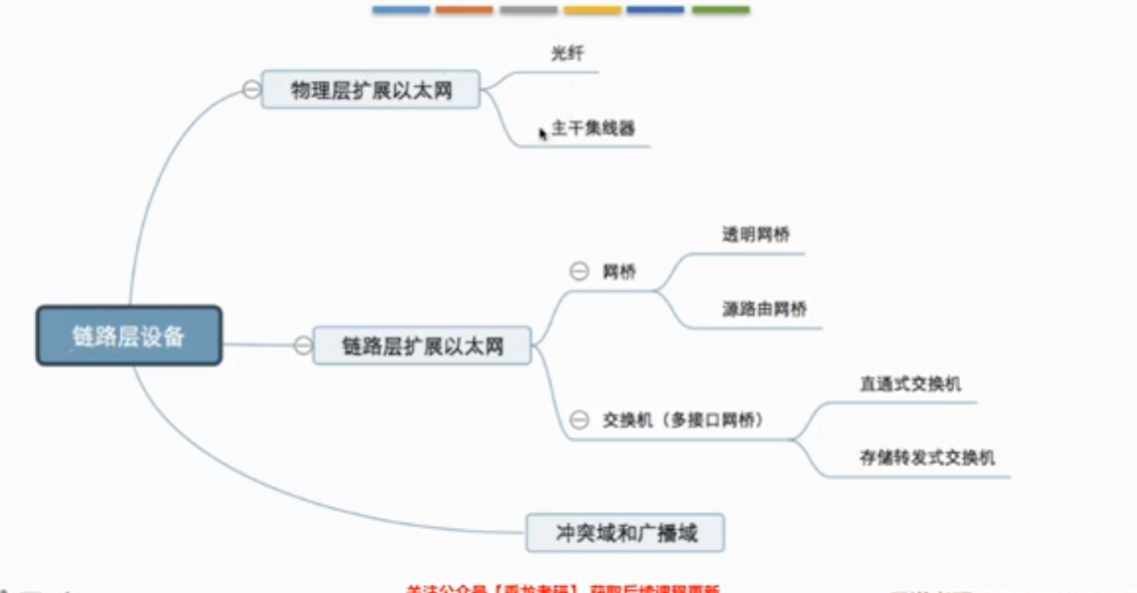 光纤
物理层扩展以太网
主干集线器
透明网桥
网桥
源路由网桥
链路层设备
链路层扩展以太网
直通式交换机
交换机（多接口网桥）
存储转发式交换机
冲突域和广播域